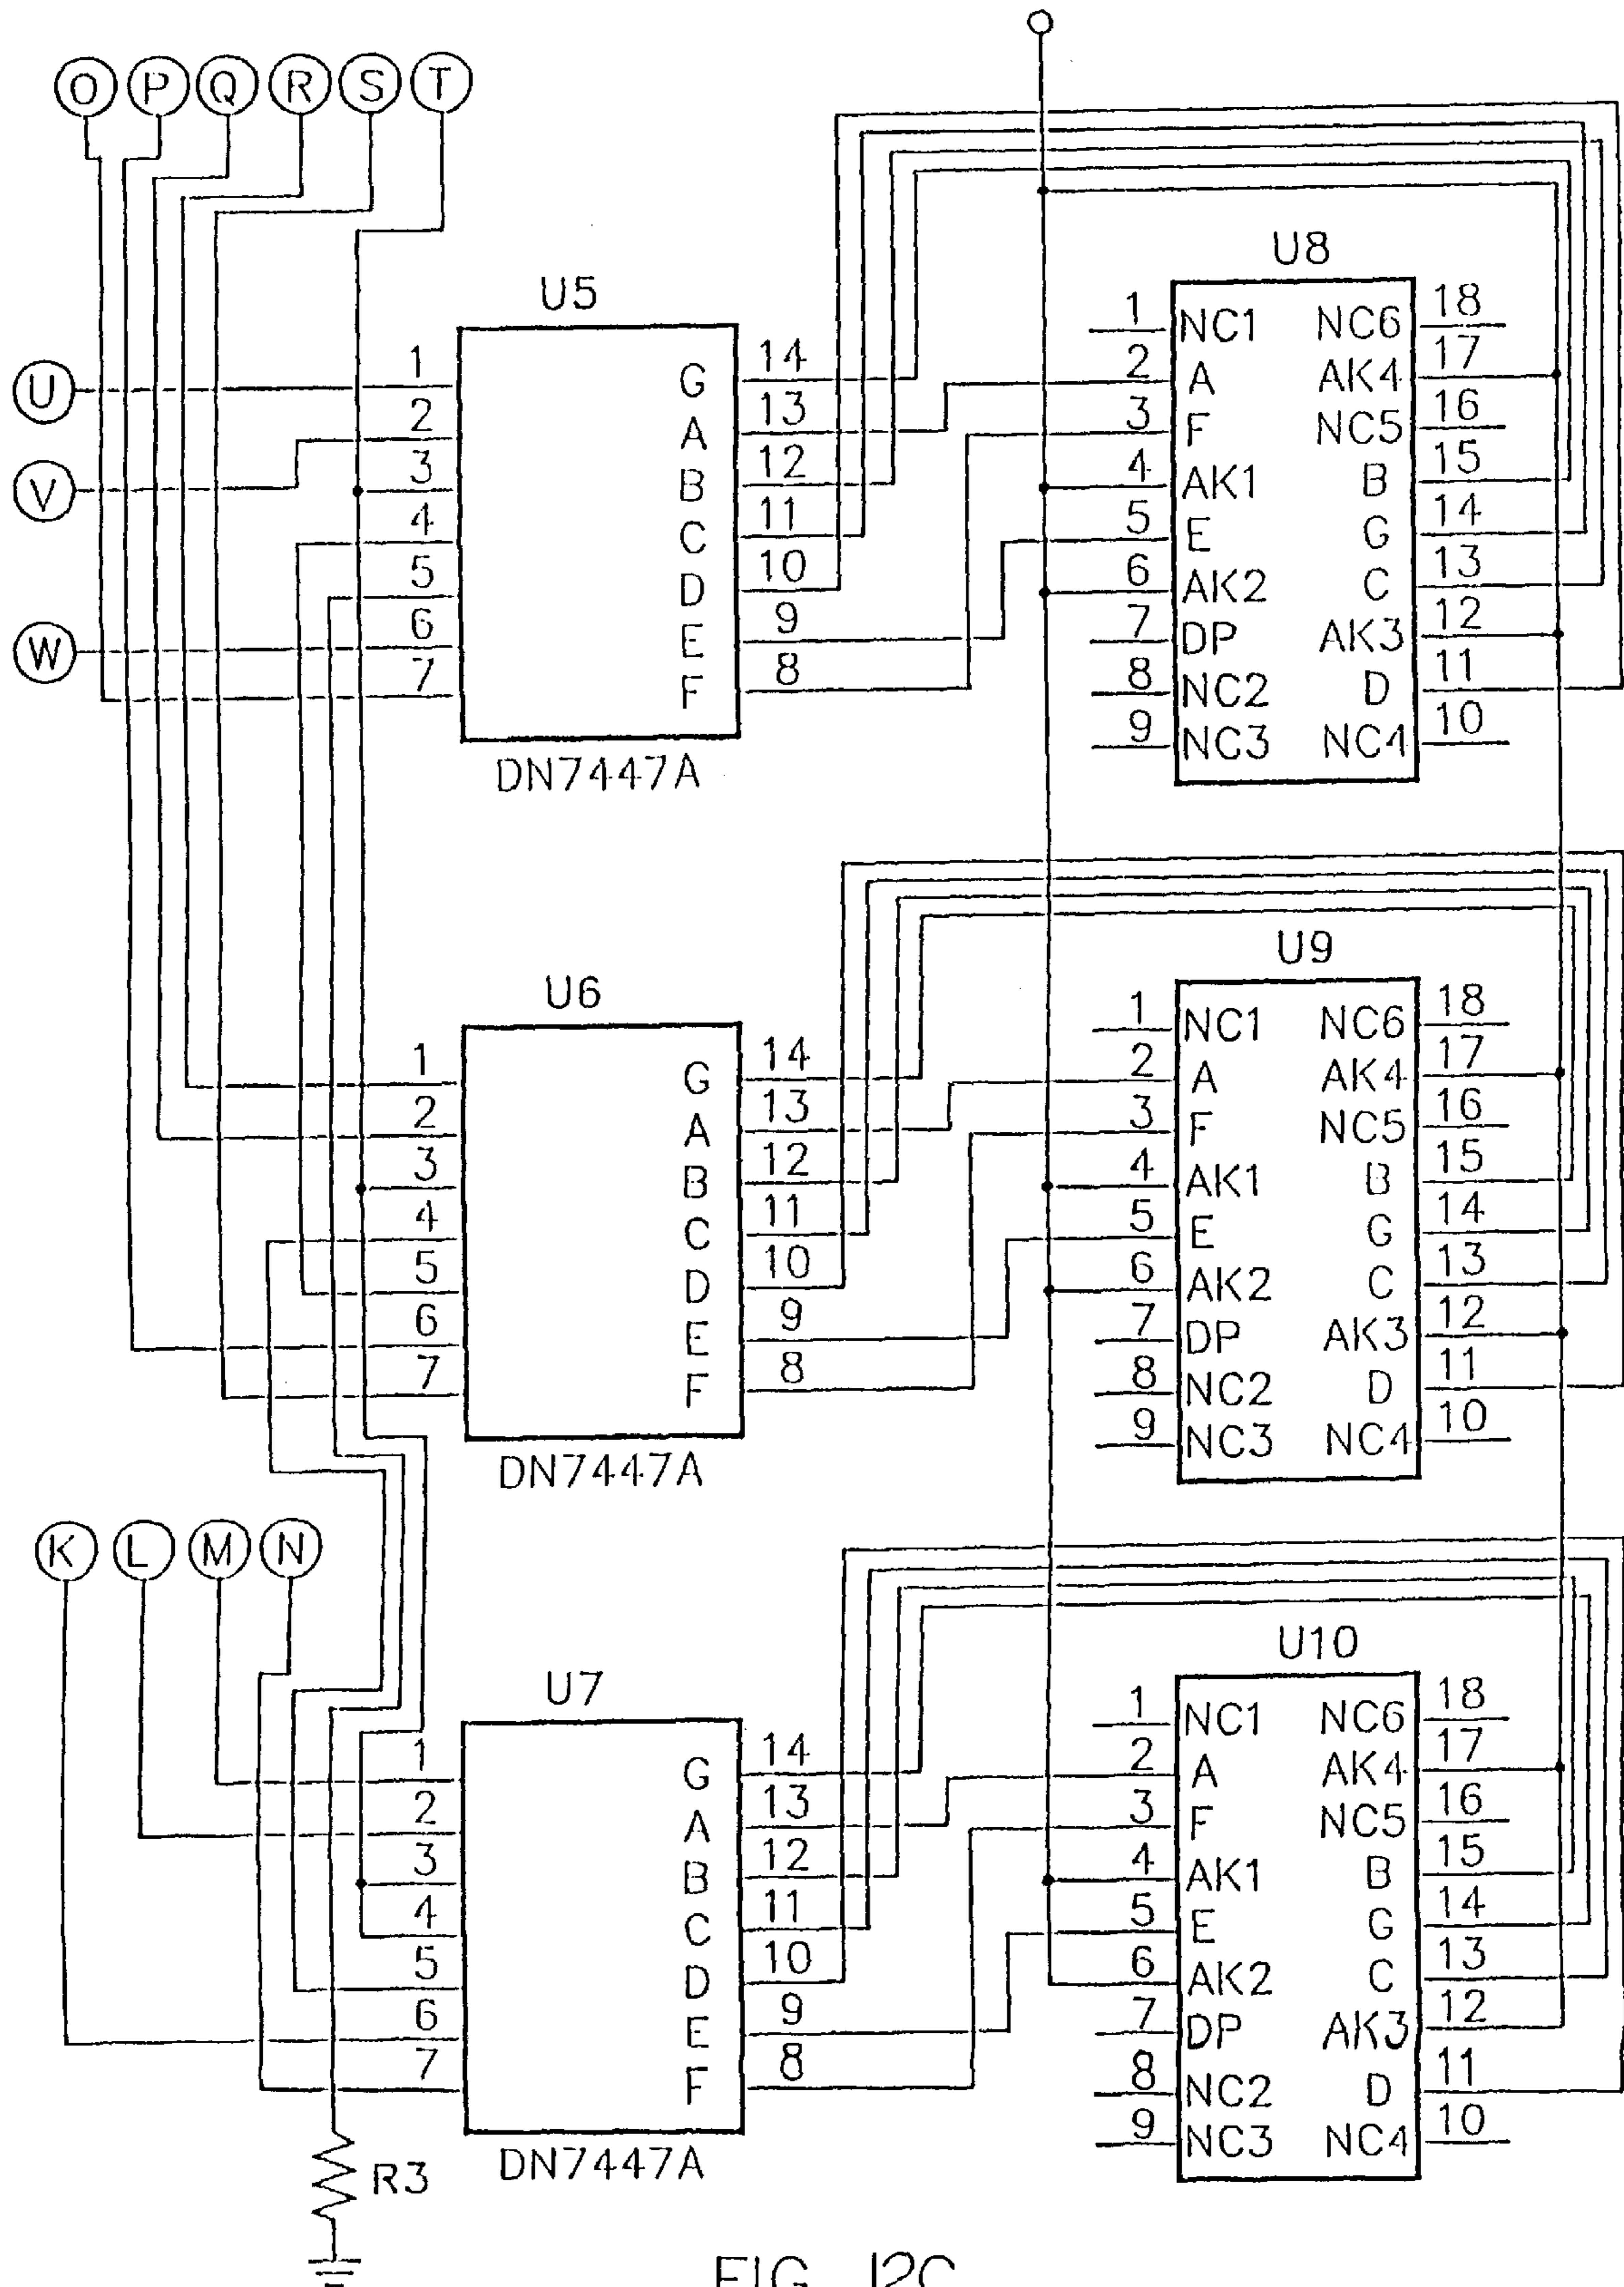 O P Q R S T
U8
U5
1 NC1 NC6 18
2 A AK4 17
3 F NC5 16
4 AK1 B 15
5 E G 14
6 AK2 C 13
7 DP AK3 12
8 NC2 D 11
9 NC3 NC4 10
U
V
W
1 G 14
2 A 13
3 B 12
4 C 11
5 D 10
6 E 9
7 F 8
DN7447A
U9
U6
1 NC1 NC6 18
2 A AK4 17
3 F NC5 16
4 AK1 B 15
5 E G 14
6 AK2 C 13
7 DP AK3 12
8 NC2 D 11
9 NC3 NC4 10
1 G 14
2 A 13
3 B 12
4 C 11
5 D 10
6 E 9
7 F 8
DN7447A
K L M N
U10
U7
1 NC1 NC6 18
2 A AK4 17
3 F NC5 16
4 AK1 B 15
5 E G 14
6 AK2 C 13
7 DP AK3 12
8 NC2 D 11
9 NC3 NC4 10
1 G 14
2 A 13
3 B 12
4 C 11
5 D 10
6 E 9
7 F 8
DN7447A
R3
FIG. 12C